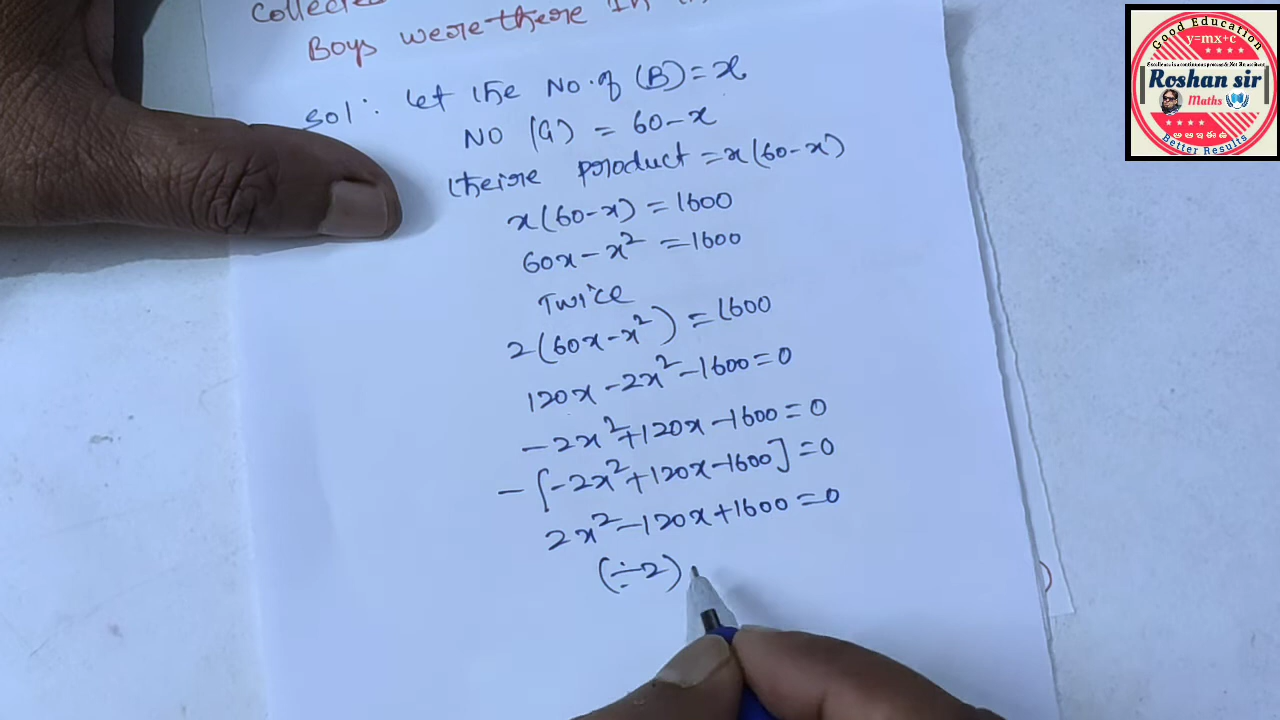 Collected
Boys were there In
Sol: Let the No. of (B) = x
NO (G) = 60-x
theire product = x(60-x)
x(60-x) = 1600
60x - x² = 1600
Twice
2(60x-x²) = 1600
120x - 2x² - 1600 = 0
-2x² + 120x - 1600 = 0
-[-2x² + 120x - 1600] = 0
2x² - 120x + 1600 = 0
(÷2)
Good Education
y=mx+c
Roshan sir
Maths
Better Results